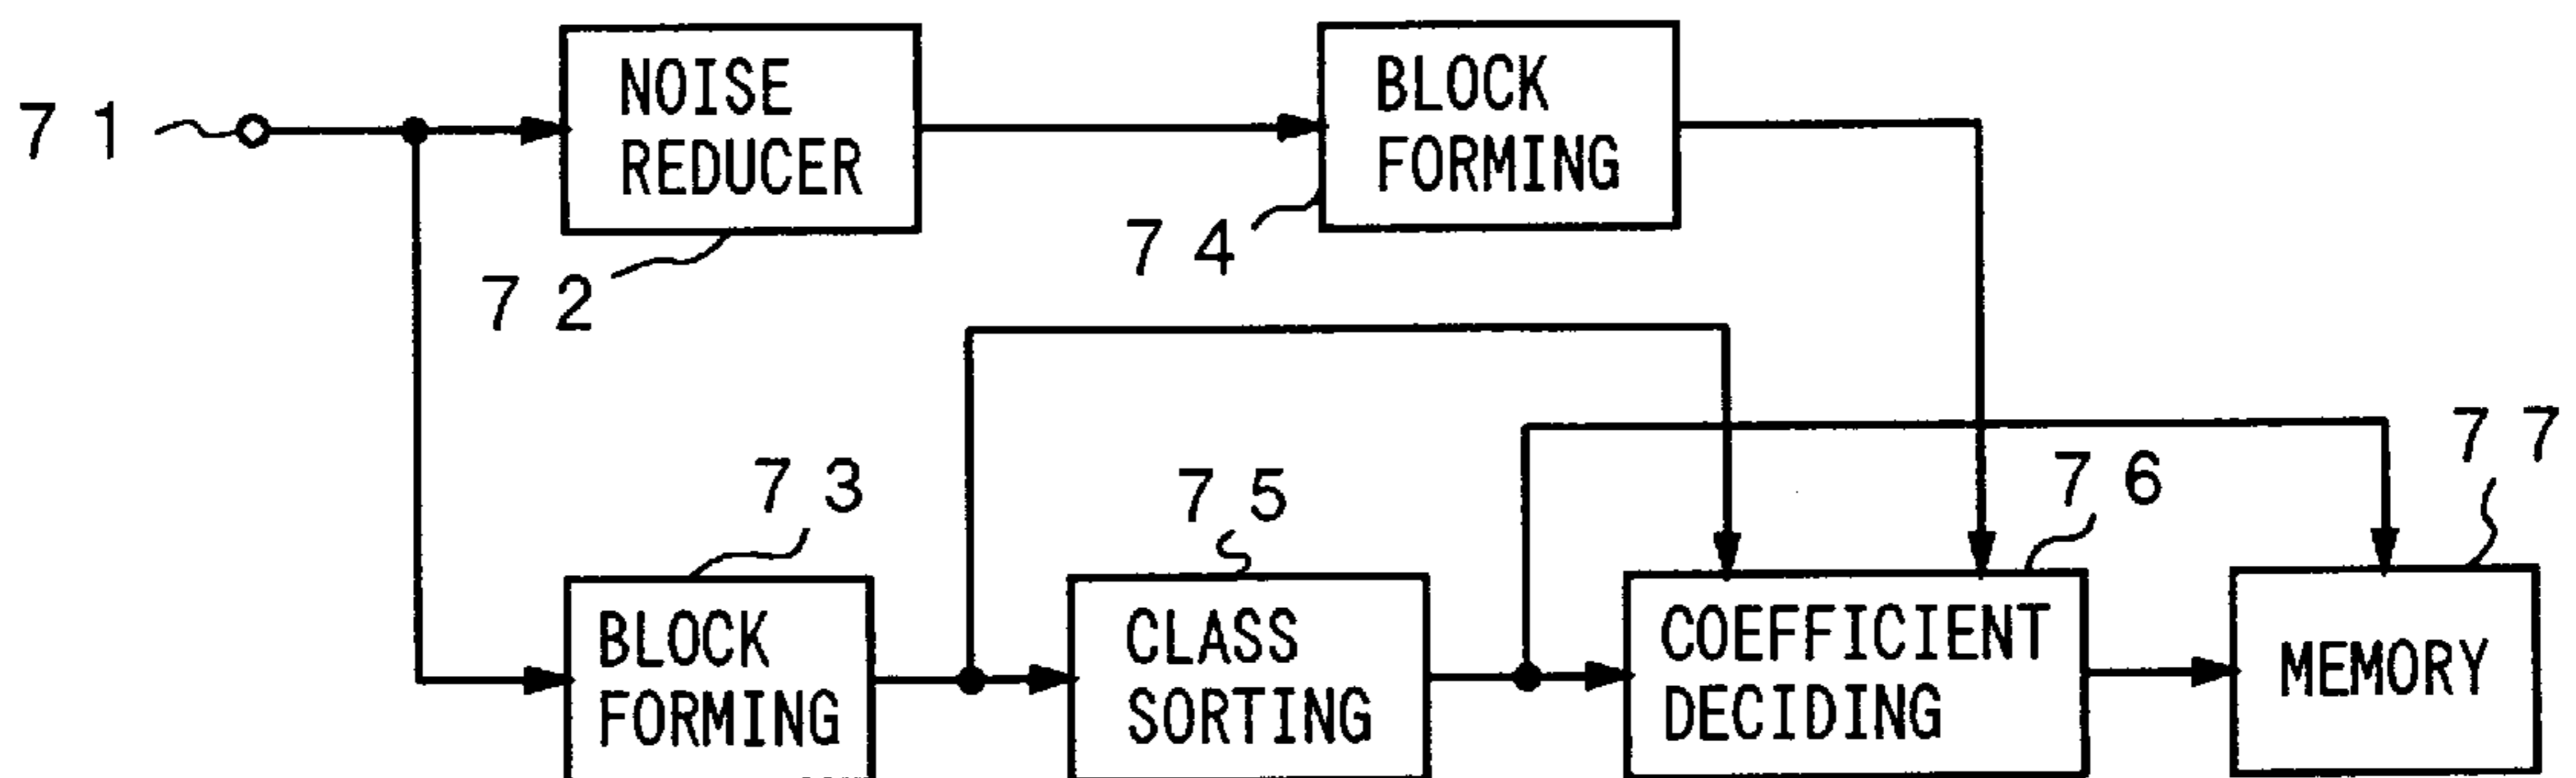 71
NOISE
REDUCER
72
BLOCK
FORMING
74
73
BLOCK
FORMING
75
CLASS
SORTING
76
COEFFICIENT
DECIDING
77
MEMORY